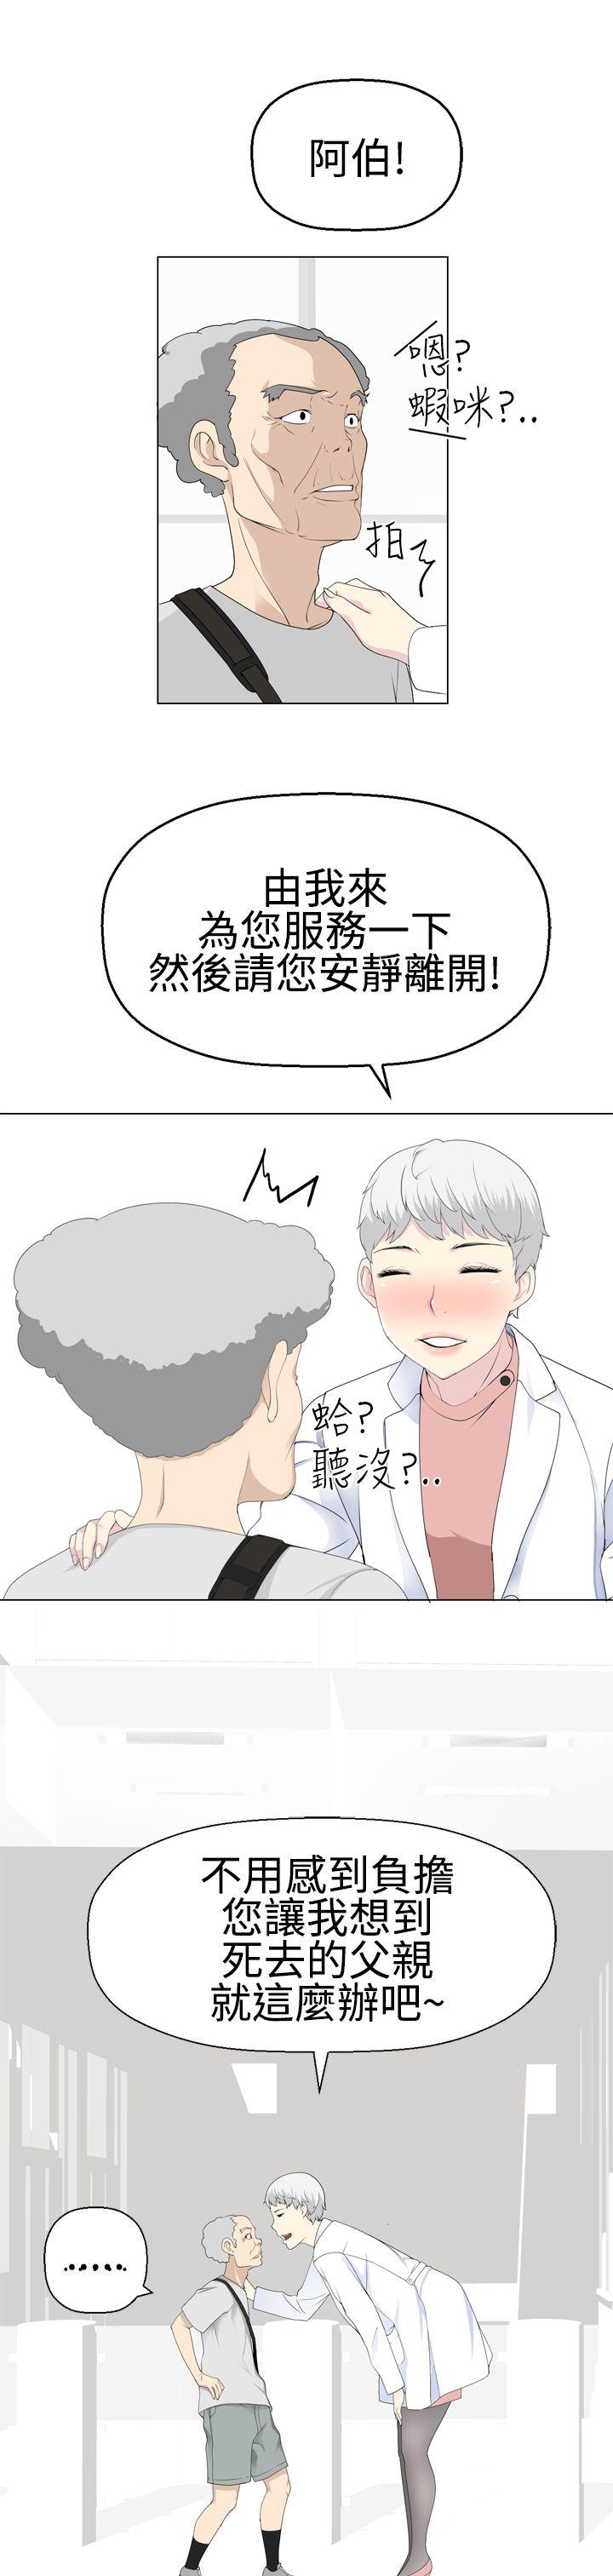 阿伯!
嗯?
蝦咪?..
拍
由我來
為您服務一下
然後請您安靜離開!
蛤?
聽沒?..
不用感到負擔
您讓我想到
死去的父親
就這麼辦吧~
......